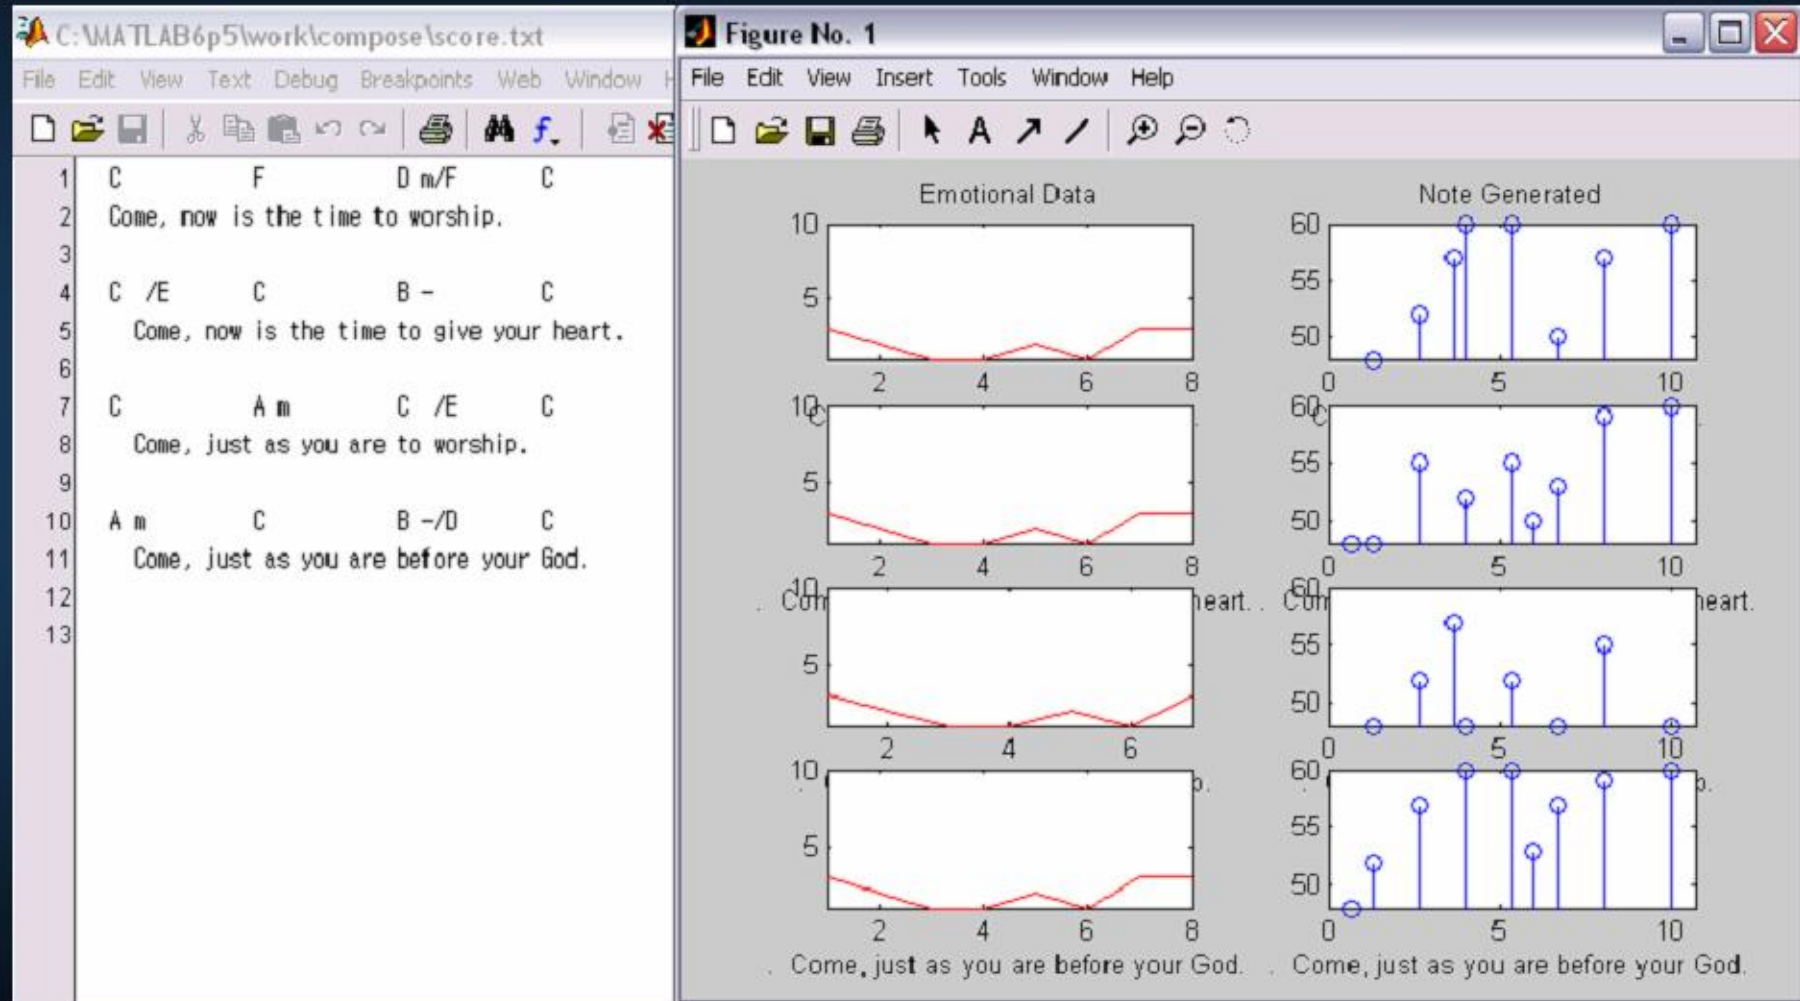 C:\MATLAB6p5\work\compose\score.txt
File Edit View Text Debug Breakpoints Web Window H
1 C F D m/F C
2 Come, now is the time to worship.
3
4 C /E C B - C
5 Come, now is the time to give your heart.
6
7 C A m C /E C
8 Come, just as you are to worship.
9
10 A m C B -/D C
11 Come, just as you are before your God.
12
13
Figure No. 1
File Edit View Insert Tools Window Help
Emotional Data
10
5
2 4 6 8
Note Generated
60
55
50
0 5 10
10
5
2 4 6 8
. Com heart.
60
55
50
0 5 10
. Com heart.
10
5
2 4 6
60
55
50
0 5 10
10
5
2 4 6 8
. Come, just as you are before your God.
60
55
50
0 5 10
. Come, just as you are before your God.